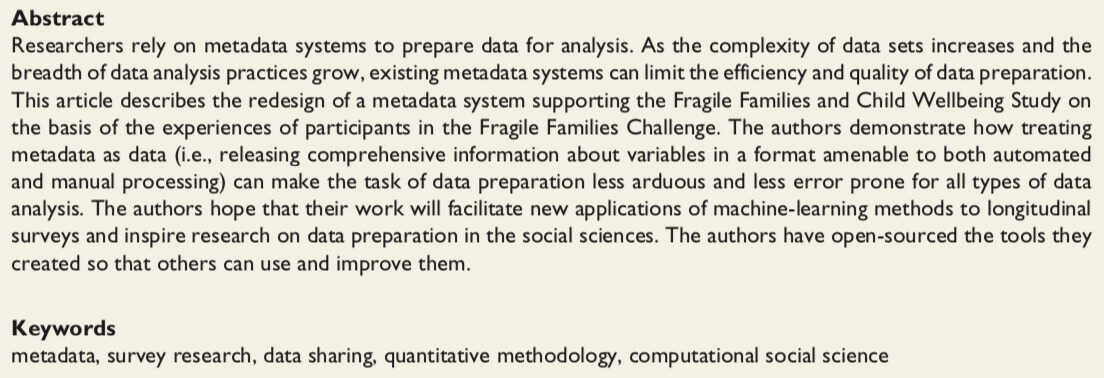 Abstract
Researchers rely on metadata systems to prepare data for analysis. As the complexity of data sets increases and the
breadth of data analysis practices grow, existing metadata systems can limit the efficiency and quality of data preparation.
This article describes the redesign of a metadata system supporting the Fragile Families and Child Wellbeing Study on
the basis of the experiences of participants in the Fragile Families Challenge. The authors demonstrate how treating
metadata as data (i.e., releasing comprehensive information about variables in a format amenable to both automated
and manual processing) can make the task of data preparation less arduous and less error prone for all types of data
analysis. The authors hope that their work will facilitate new applications of machine-learning methods to longitudinal
surveys and inspire research on data preparation in the social sciences. The authors have open-sourced the tools they
created so that others can use and improve them.
Keywords
metadata, survey research, data sharing, quantitative methodology, computational social science